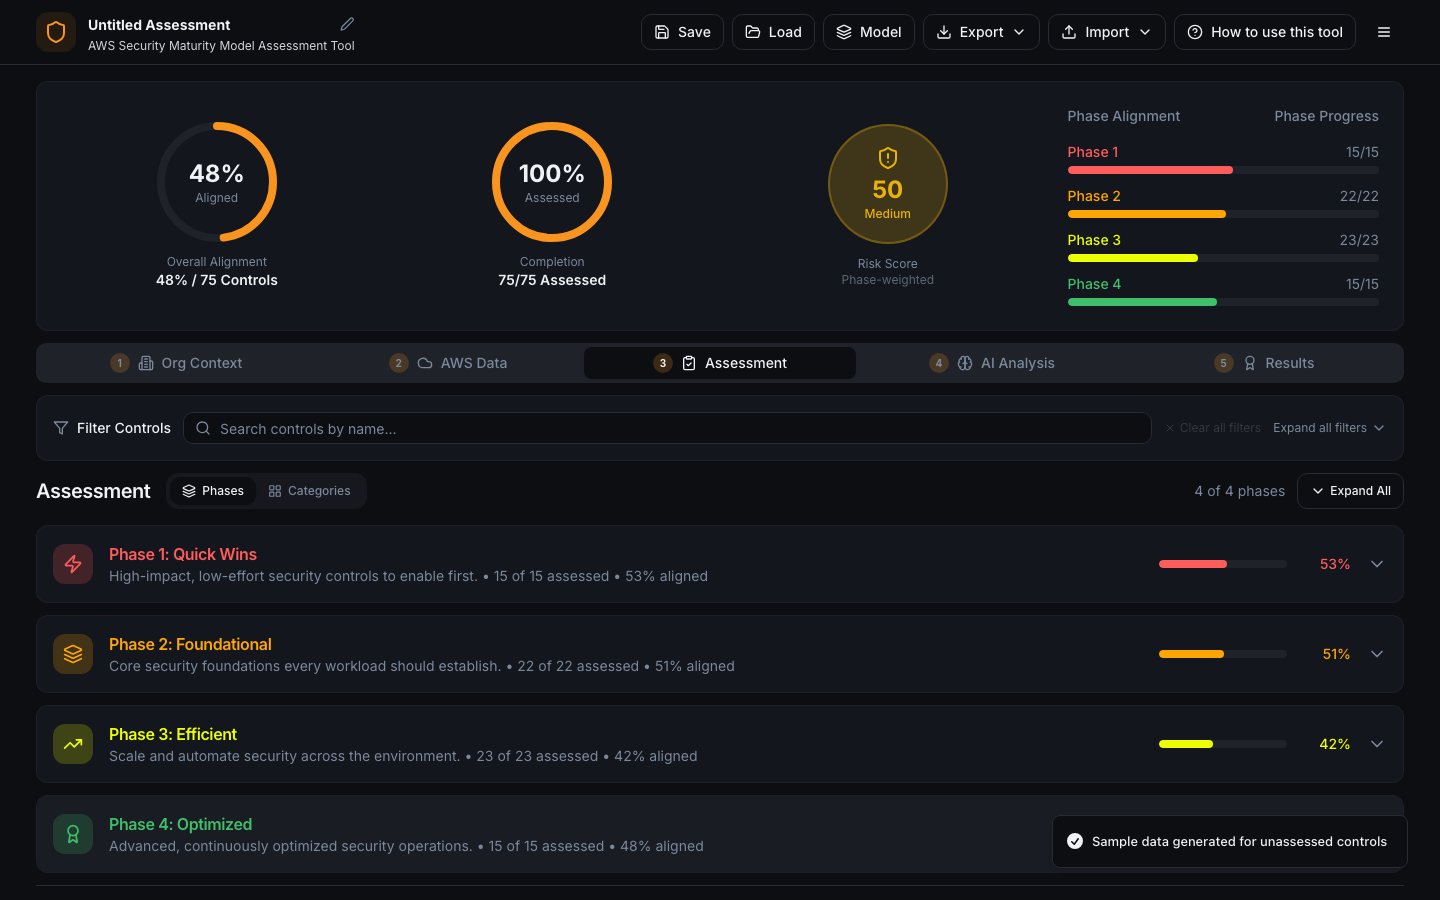 Untitled Assessment
AWS Security Maturity Model Assessment Tool
Save
Load
Model
Export
Import
How to use this tool
48%
Aligned
Overall Alignment
48% / 75 Controls
100%
Assessed
Completion
75/75 Assessed
50
Medium
Risk Score
Phase-weighted
Phase Alignment Phase Progress
Phase 1 15/15
Phase 2 22/22
Phase 3 23/23
Phase 4 15/15
1 Org Context
2 AWS Data
3 Assessment
4 AI Analysis
5 Results
Filter Controls
Search controls by name...
Clear all filters
Expand all filters
Assessment
Phases
Categories
4 of 4 phases
Expand All
Phase 1: Quick Wins
High-impact, low-effort security controls to enable first. • 15 of 15 assessed • 53% aligned
53%
Phase 2: Foundational
Core security foundations every workload should establish. • 22 of 22 assessed • 51% aligned
51%
Phase 3: Efficient
Scale and automate security across the environment. • 23 of 23 assessed • 42% aligned
42%
Phase 4: Optimized
Advanced, continuously optimized security operations. • 15 of 15 assessed • 48% aligned
Sample data generated for unassessed controls